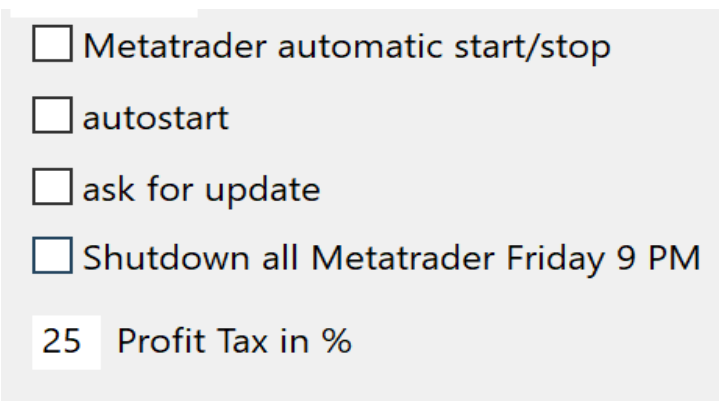 Metatrader automatic start/stop
autostart
ask for update
Shutdown all Metatrader Friday 9 PM
25 Profit Tax in %